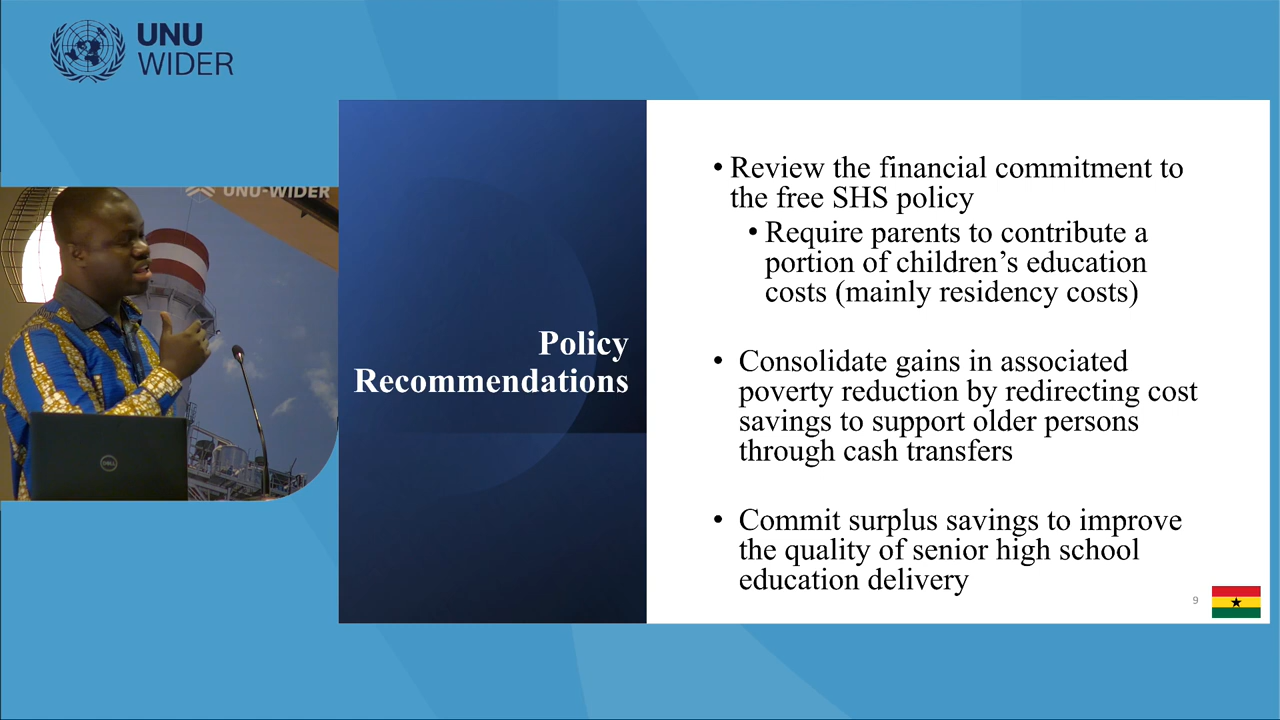 UNU
WIDER
UNU-WIDER
DELL
Policy
Recommendations
• Review the financial commitment to
the free SHS policy
• Require parents to contribute a
portion of children’s education
costs (mainly residency costs)
• Consolidate gains in associated
poverty reduction by redirecting cost
savings to support older persons
through cash transfers
• Commit surplus savings to improve
the quality of senior high school
education delivery
9